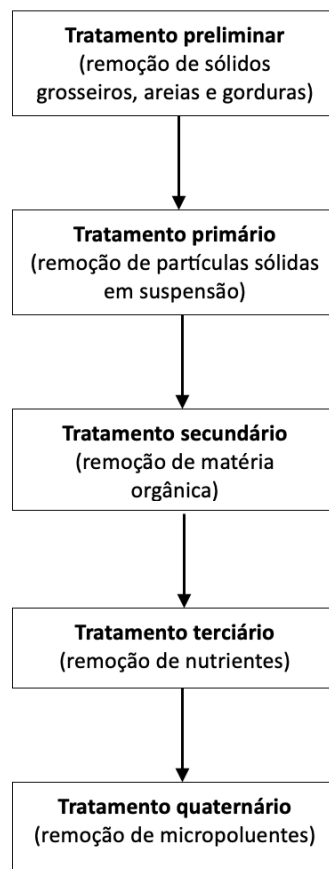 Tratamento preliminar
(remoção de sólidos
grosseiros, areias e gorduras)
Tratamento primário
(remoção de partículas sólidas
em suspensão)
Tratamento secundário
(remoção de matéria
orgânica)
Tratamento terciário
(remoção de nutrientes)
Tratamento quaternário
(remoção de micropoluentes)